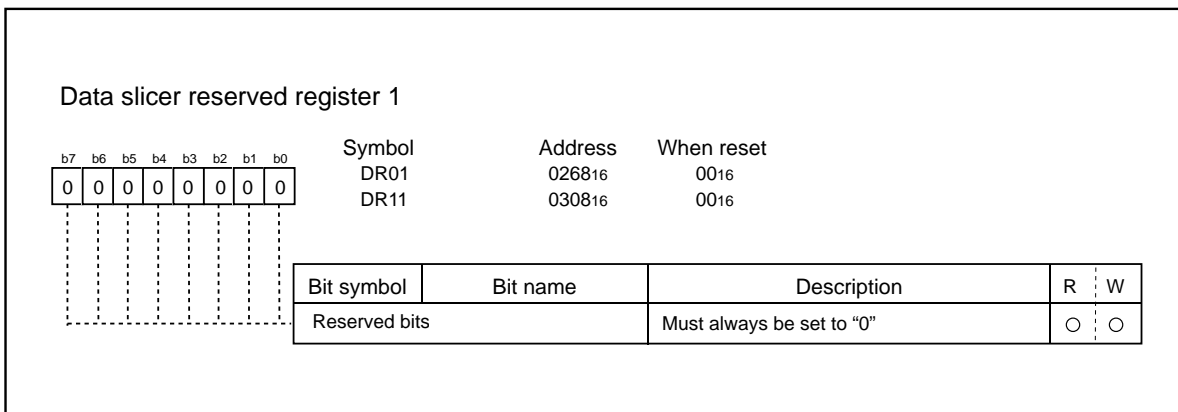 Data slicer reserved register 1
b7 b6 b5 b4 b3 b2 b1 b0
0 0 0 0 0 0 0 0
Symbol Address When reset
DR01 026816 0016
DR11 030816 0016
Bit symbol Bit name Description R W
Reserved bits Must always be set to “0” ○ ○